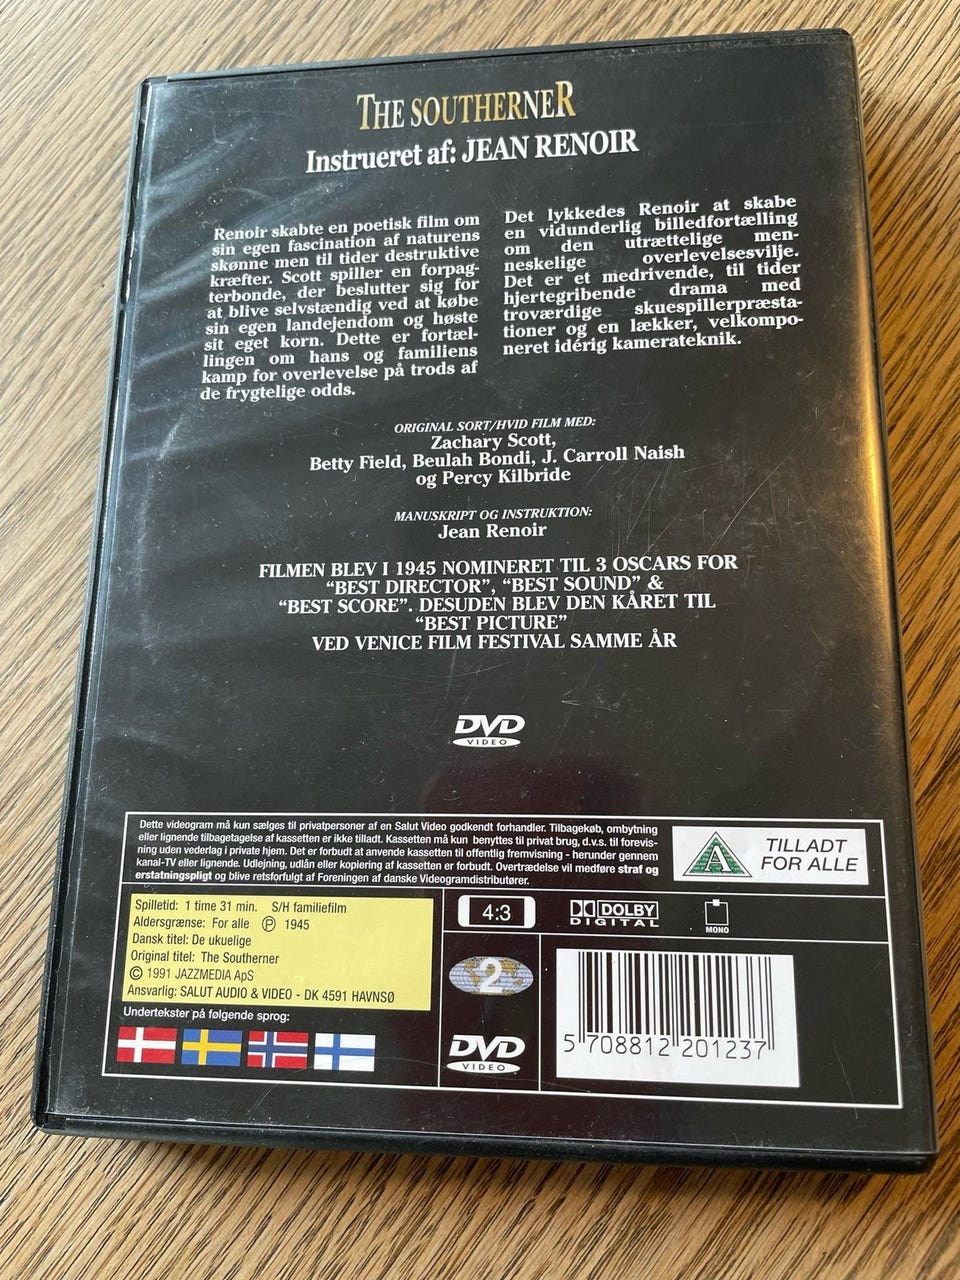 THE SOUTHERNER
Instrueret af: JEAN RENOIR
Renoir skabte en poetisk film om
sin egen fascination af naturens
skønne men til tider destruktive
kræfter. Scott spiller en forpag-
terbonde, der beslutter sig for
at blive selvstændig ved at købe
sin egen landejendom og høste
sit eget korn. Dette er fortæl-
lingen om hans og familiens
kamp for overlevelse på trods af
de frygtelige odds.
Det lykkedes Renoir at skabe
en vidunderlig billedfortælling
om den utrættelige men-
neskelige overlevelsesvilje.
Det er et medrivende, til tider
hjertegribende drama med
troværdige skuespillerpræsta-
tioner og en lækker, velkompo-
neret idérig kamerateknik.
ORIGINAL SORT/HVID FILM MED:
Zachary Scott,
Betty Field, Beulah Bondi, J. Carroll Naish
og Percy Kilbride
MANUSKRIPT OG INSTRUKTION:
Jean Renoir
FILMEN BLEV I 1945 NOMINERET TIL 3 OSCARS FOR
“BEST DIRECTOR”, “BEST SOUND” &
“BEST SCORE”. DESUDEN BLEV DEN KÅRET TIL
“BEST PICTURE”
VED VENICE FILM FESTIVAL SAMME ÅR
DVD
VIDEO
Dette videogram må kun sælges til privatpersoner af en Salut Video godkendt forhandler. Tilbagekøb, ombytning
eller lignende tilbagetagelse af kassetten er ikke tilladt. Kassetten må kun benyttes til privat brug, d.v.s. til forevis-
ning uden vederlag i private hjem. Det er forbudt at anvende kassetten til offentlig fremvisning - herunder gennem
kanal-TV eller lignende. Udlejning, udlån eller kopiering af kassetten er forbudt. Overtrædelse vil medføre straf og
erstatningspligt og blive retsforfulgt af Foreningen af danske Videogramdistributører.
A
TILLADT
FOR ALLE
Spilletid: 1 time 31 min. S/H familiefilm
Aldersgrænse: For alle Ⓟ 1945
Dansk titel: De ukuelige
Original titel: The Southerner
© 1991 JAZZMEDIA ApS
Ansvarlig: SALUT AUDIO & VIDEO - DK 4591 HAVNSØ
Undertekster på følgende sprog:
4:3
DOLBY
DIGITAL
MONO
2
DVD
VIDEO
5 708812 201237